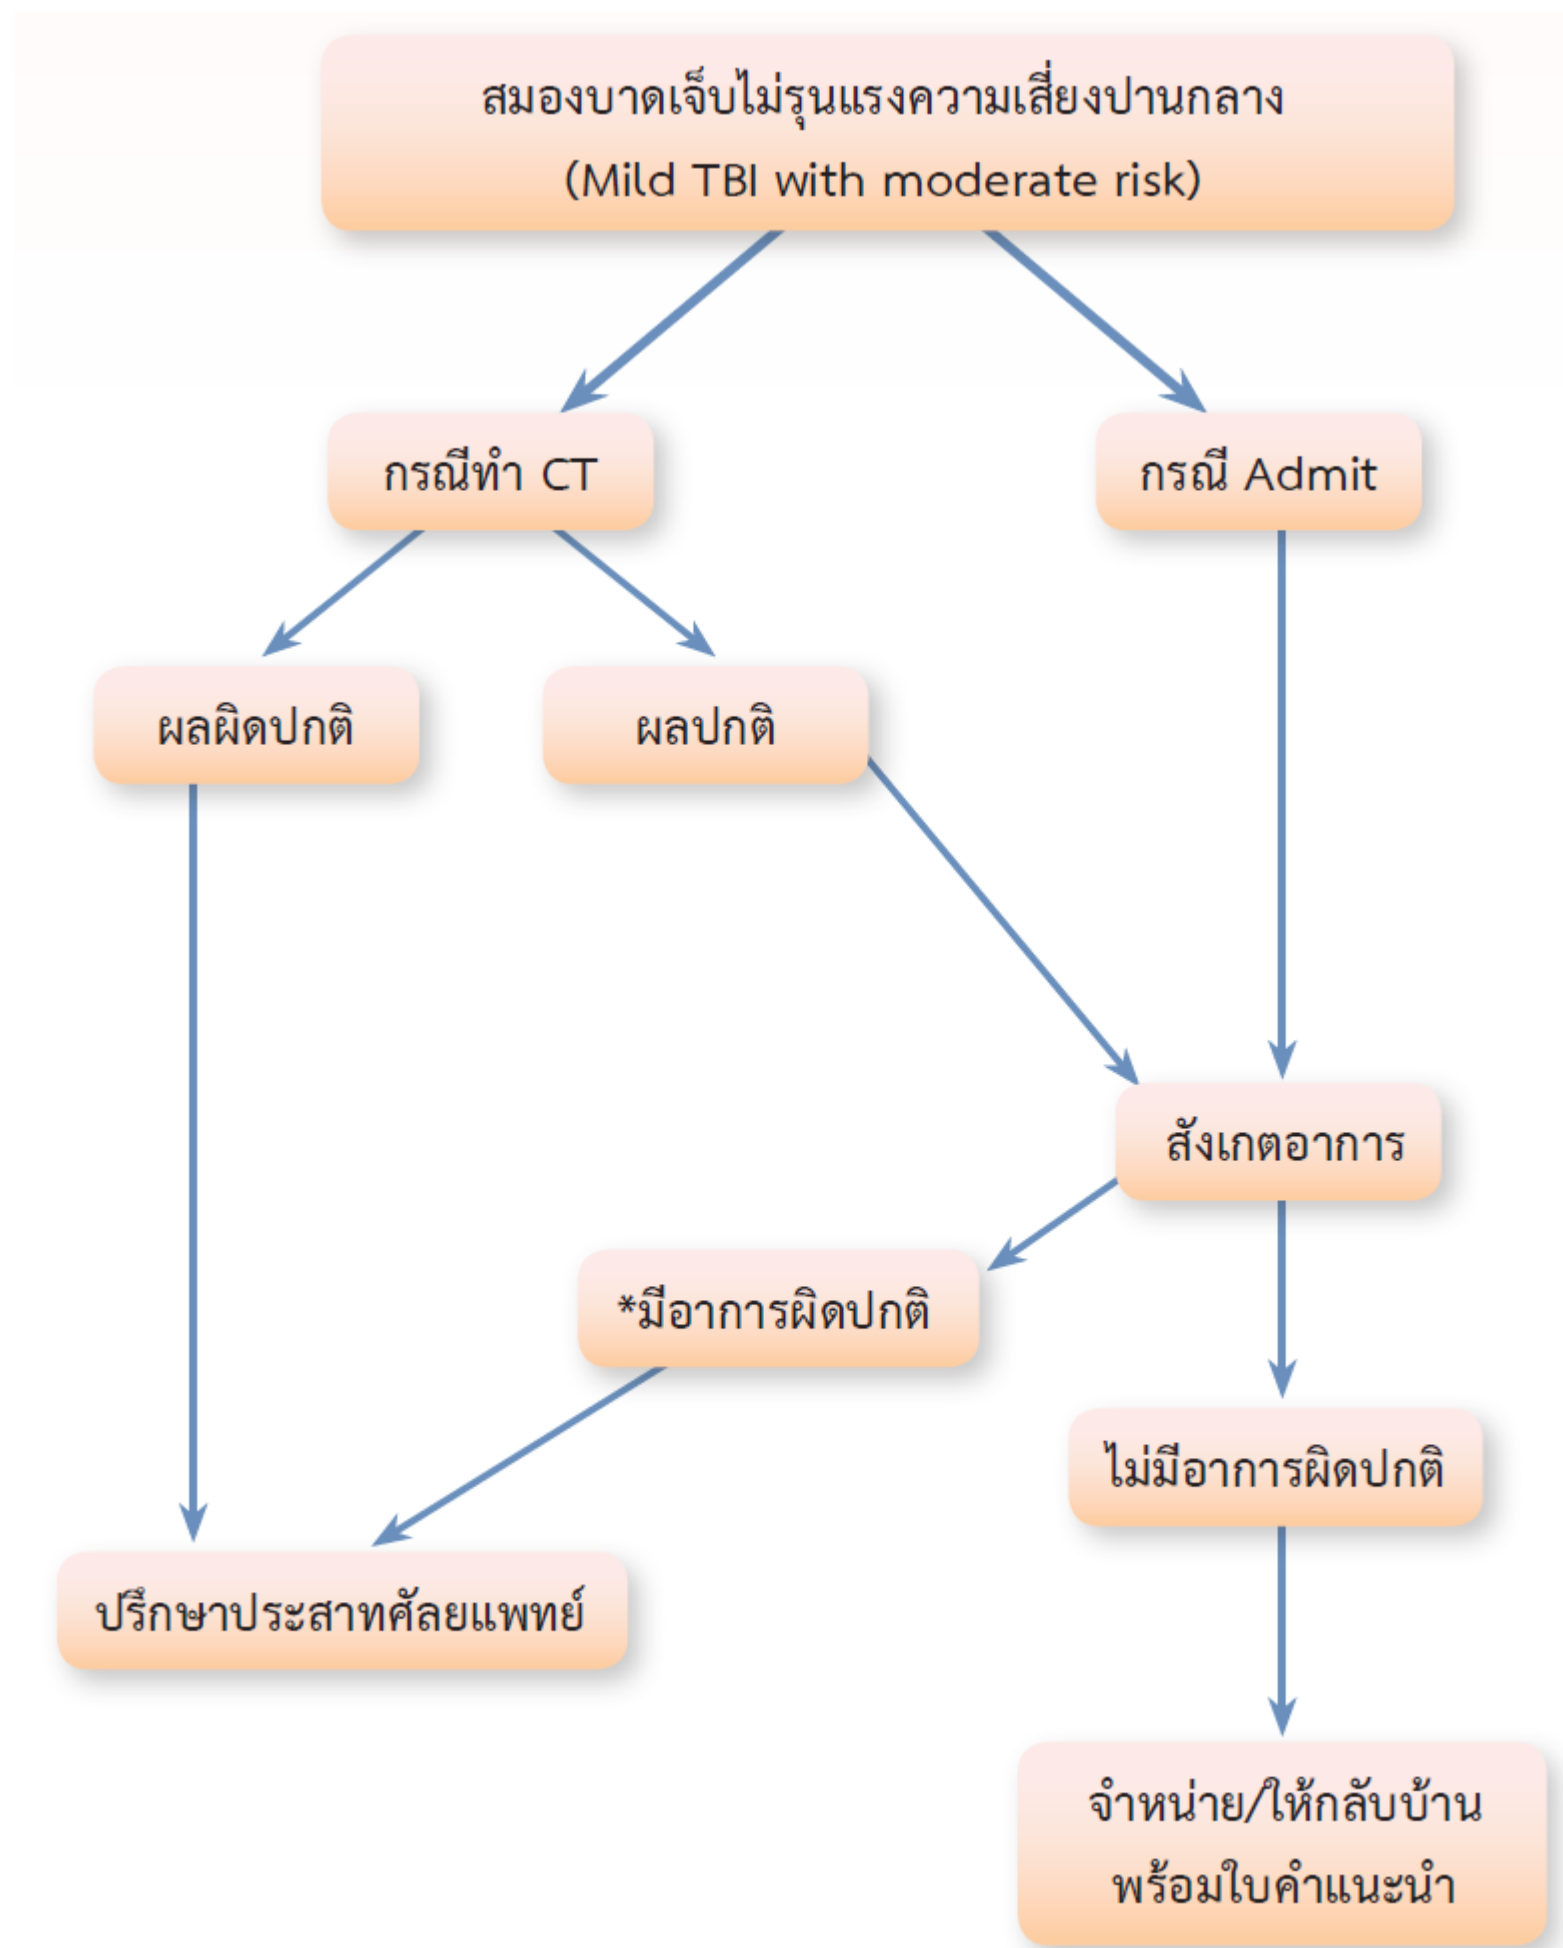 สมองบาดเจ็บไม่รุนแรงความเสี่ยงปานกลาง
(Mild TBI with moderate risk)
กรณีทำ CT
กรณี Admit
ผลผิดปกติ
ผลปกติ
สังเกตอาการ
*มีอาการผิดปกติ
ไม่มีอาการผิดปกติ
ปรึกษาประสาทศัลยแพทย์
จำหน่าย/ให้กลับบ้าน
พร้อมใบคำแนะนำ